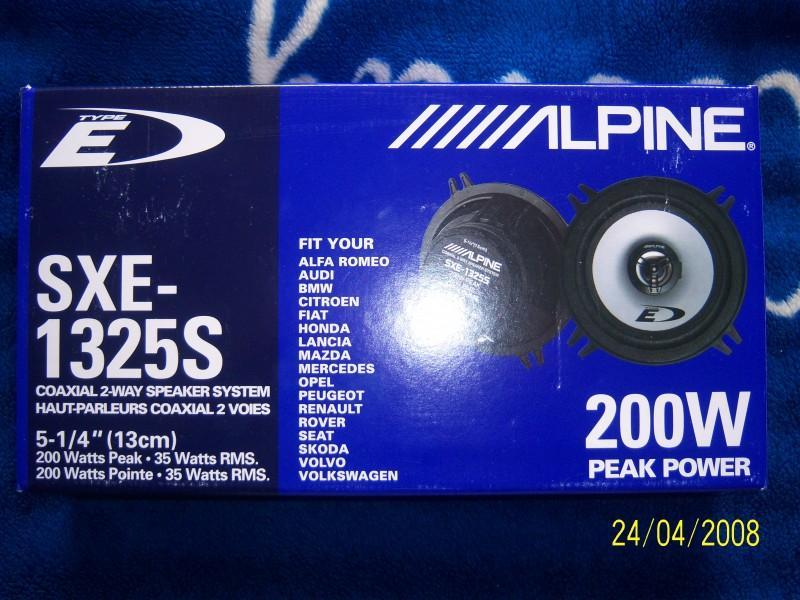 TYPE
E
ALPINE®
SXE-
1325S
COAXIAL 2-WAY SPEAKER SYSTEM
HAUT-PARLEURS COAXIAL 2 VOIES
5-1/4" (13cm)
200 Watts Peak • 35 Watts RMS.
200 Watts Pointe • 35 Watts RMS.
FIT YOUR
ALFA ROMEO
AUDI
BMW
CITROEN
FIAT
HONDA
LANCIA
MAZDA
MERCEDES
OPEL
PEUGEOT
RENAULT
ROVER
SEAT
SKODA
VOLVO
VOLKSWAGEN
ALPINE
SXE-1325S
E
200W
PEAK POWER
24/04/2008